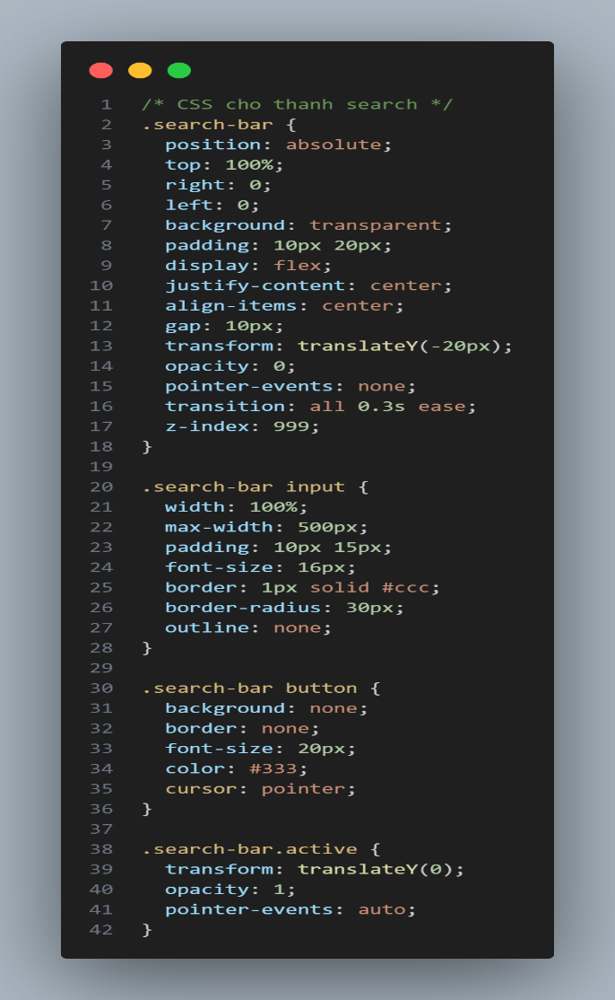 1 /* CSS cho thanh search */
2 .search-bar {
3 position: absolute;
4 top: 100%;
5 right: 0;
6 left: 0;
7 background: transparent;
8 padding: 10px 20px;
9 display: flex;
10 justify-content: center;
11 align-items: center;
12 gap: 10px;
13 transform: translateY(-20px);
14 opacity: 0;
15 pointer-events: none;
16 transition: all 0.3s ease;
17 z-index: 999;
18 }
19
20 .search-bar input {
21 width: 100%;
22 max-width: 500px;
23 padding: 10px 15px;
24 font-size: 16px;
25 border: 1px solid #ccc;
26 border-radius: 30px;
27 outline: none;
28 }
29
30 .search-bar button {
31 background: none;
32 border: none;
33 font-size: 20px;
34 color: #333;
35 cursor: pointer;
36 }
37
38 .search-bar.active {
39 transform: translateY(0);
40 opacity: 1;
41 pointer-events: auto;
42 }